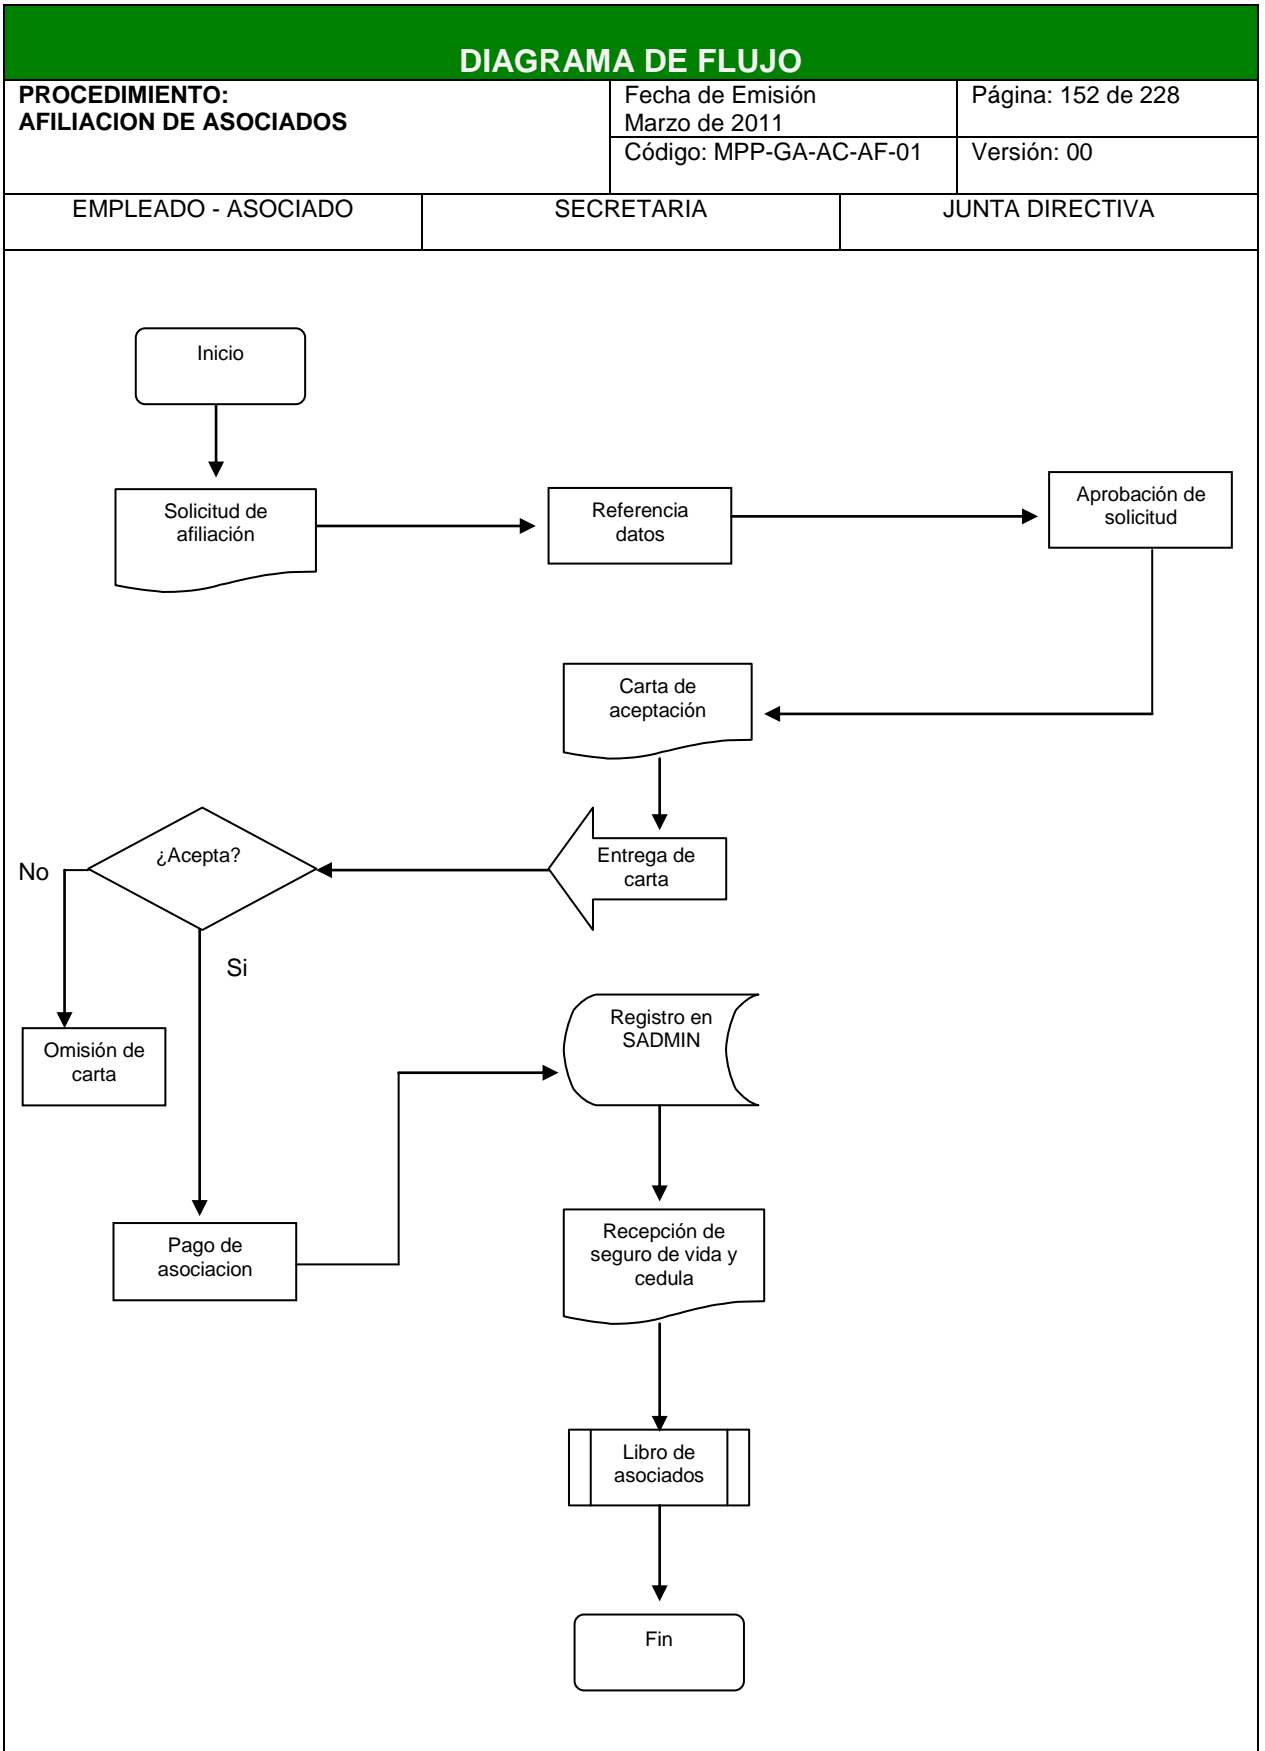 DIAGRAMA DE FLUJO
PROCEDIMIENTO:
AFILIACION DE ASOCIADOS
Fecha de Emisión
Marzo de 2011
Página: 152 de 228
Código: MPP-GA-AC-AF-01
Versión: 00
EMPLEADO - ASOCIADO
SECRETARIA
JUNTA DIRECTIVA
Inicio
Solicitud de
afiliación
Referencia
datos
Aprobación de
solicitud
Carta de
aceptación
Entrega de
carta
¿Acepta?
No
Si
Omisión de
carta
Pago de
asociacion
Registro en
SADMIN
Recepción de
seguro de vida y
cedula
Libro de
asociados
Fin